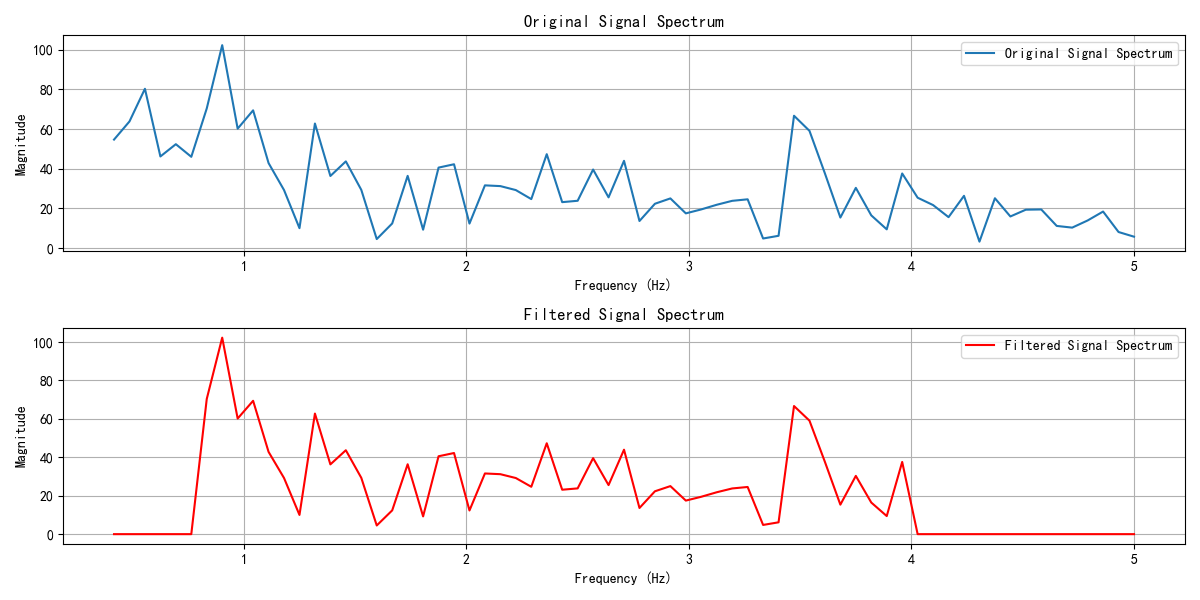 Original Signal Spectrum
Original Signal Spectrum
Magnitude
100
80
60
40
20
0
1
2
3
4
5
Frequency (Hz)
Filtered Signal Spectrum
Filtered Signal Spectrum
Magnitude
100
80
60
40
20
0
1
2
3
4
5
Frequency (Hz)